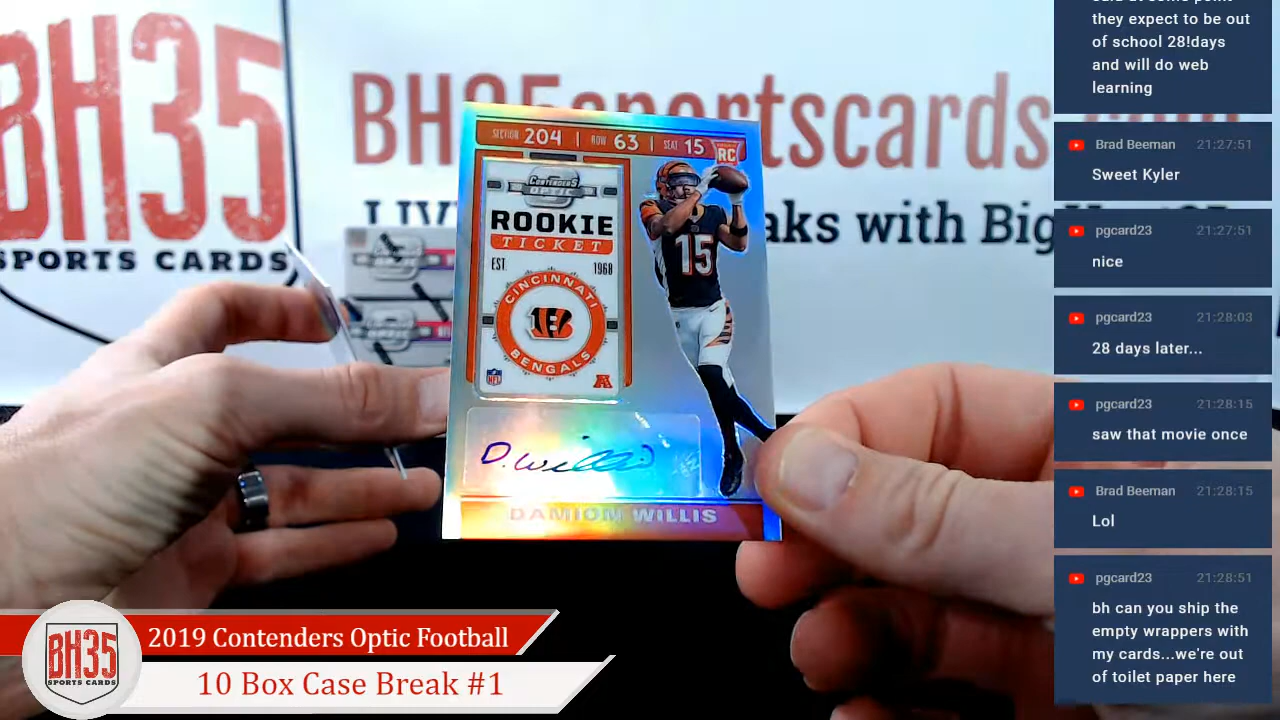 BH35
SPORTS CARDS
BH35sportscards
LIV
aks with Big
SECTION 204 | ROW 63 | SEAT 15
RC
CONTENDERS
OPTIC
ROOKIE
TICKET
EST. 1968
CINCINNATI
B
BENGALS
NFL
A
15
D. Willis
DAMION WILLIS
BH35
SPORTS CARDS
2019 Contenders Optic Football
10 Box Case Break #1
they expect to be out
of school 28!days
and will do web
learning
Brad Beeman 21:27:51
Sweet Kyler
pgcard23 21:27:51
nice
pgcard23 21:28:03
28 days later...
pgcard23 21:28:15
saw that movie once
Brad Beeman 21:28:15
Lol
pgcard23 21:28:51
bh can you ship the
empty wrappers with
my cards...we're out
of toilet paper here